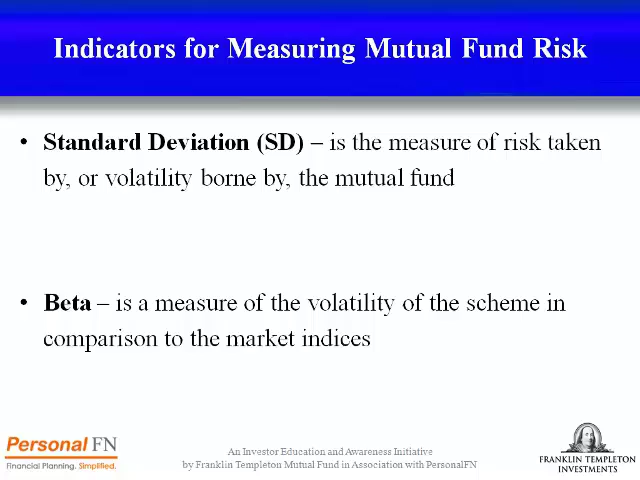 Indicators for Measuring Mutual Fund Risk
• Standard Deviation (SD) – is the measure of risk taken
by, or volatility borne by, the mutual fund
• Beta – is a measure of the volatility of the scheme in
comparison to the market indices
Personal FN
Financial Planning. Simplified.
An Investor Education and Awareness Initiative
by Franklin Templeton Mutual Fund in Association with PersonalFN
FRANKLIN TEMPLETON
INVESTMENTS